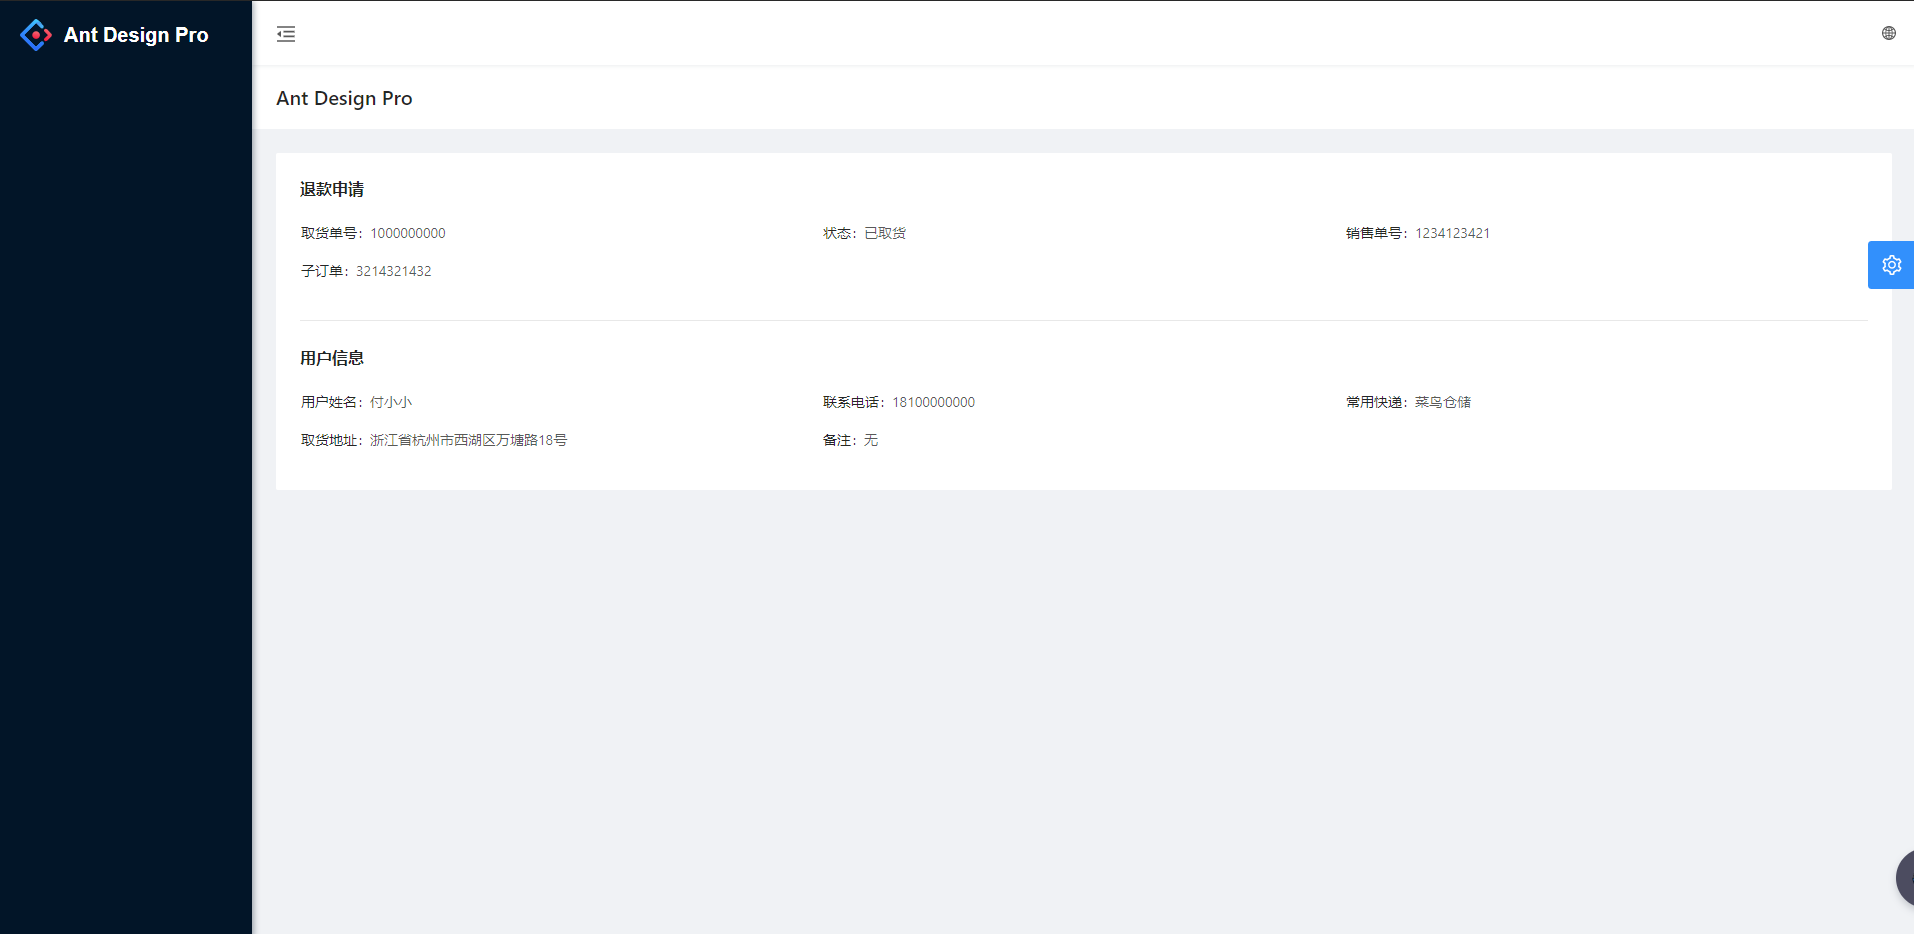 Ant Design Pro
Ant Design Pro
退款申请
取货单号：1000000000 状态：已取货 销售单号：1234123421
子订单：3214321432
用户信息
用户姓名：付小小 联系电话：18100000000 常用快递：菜鸟仓储
取货地址：浙江省杭州市西湖区万塘路18号 备注：无